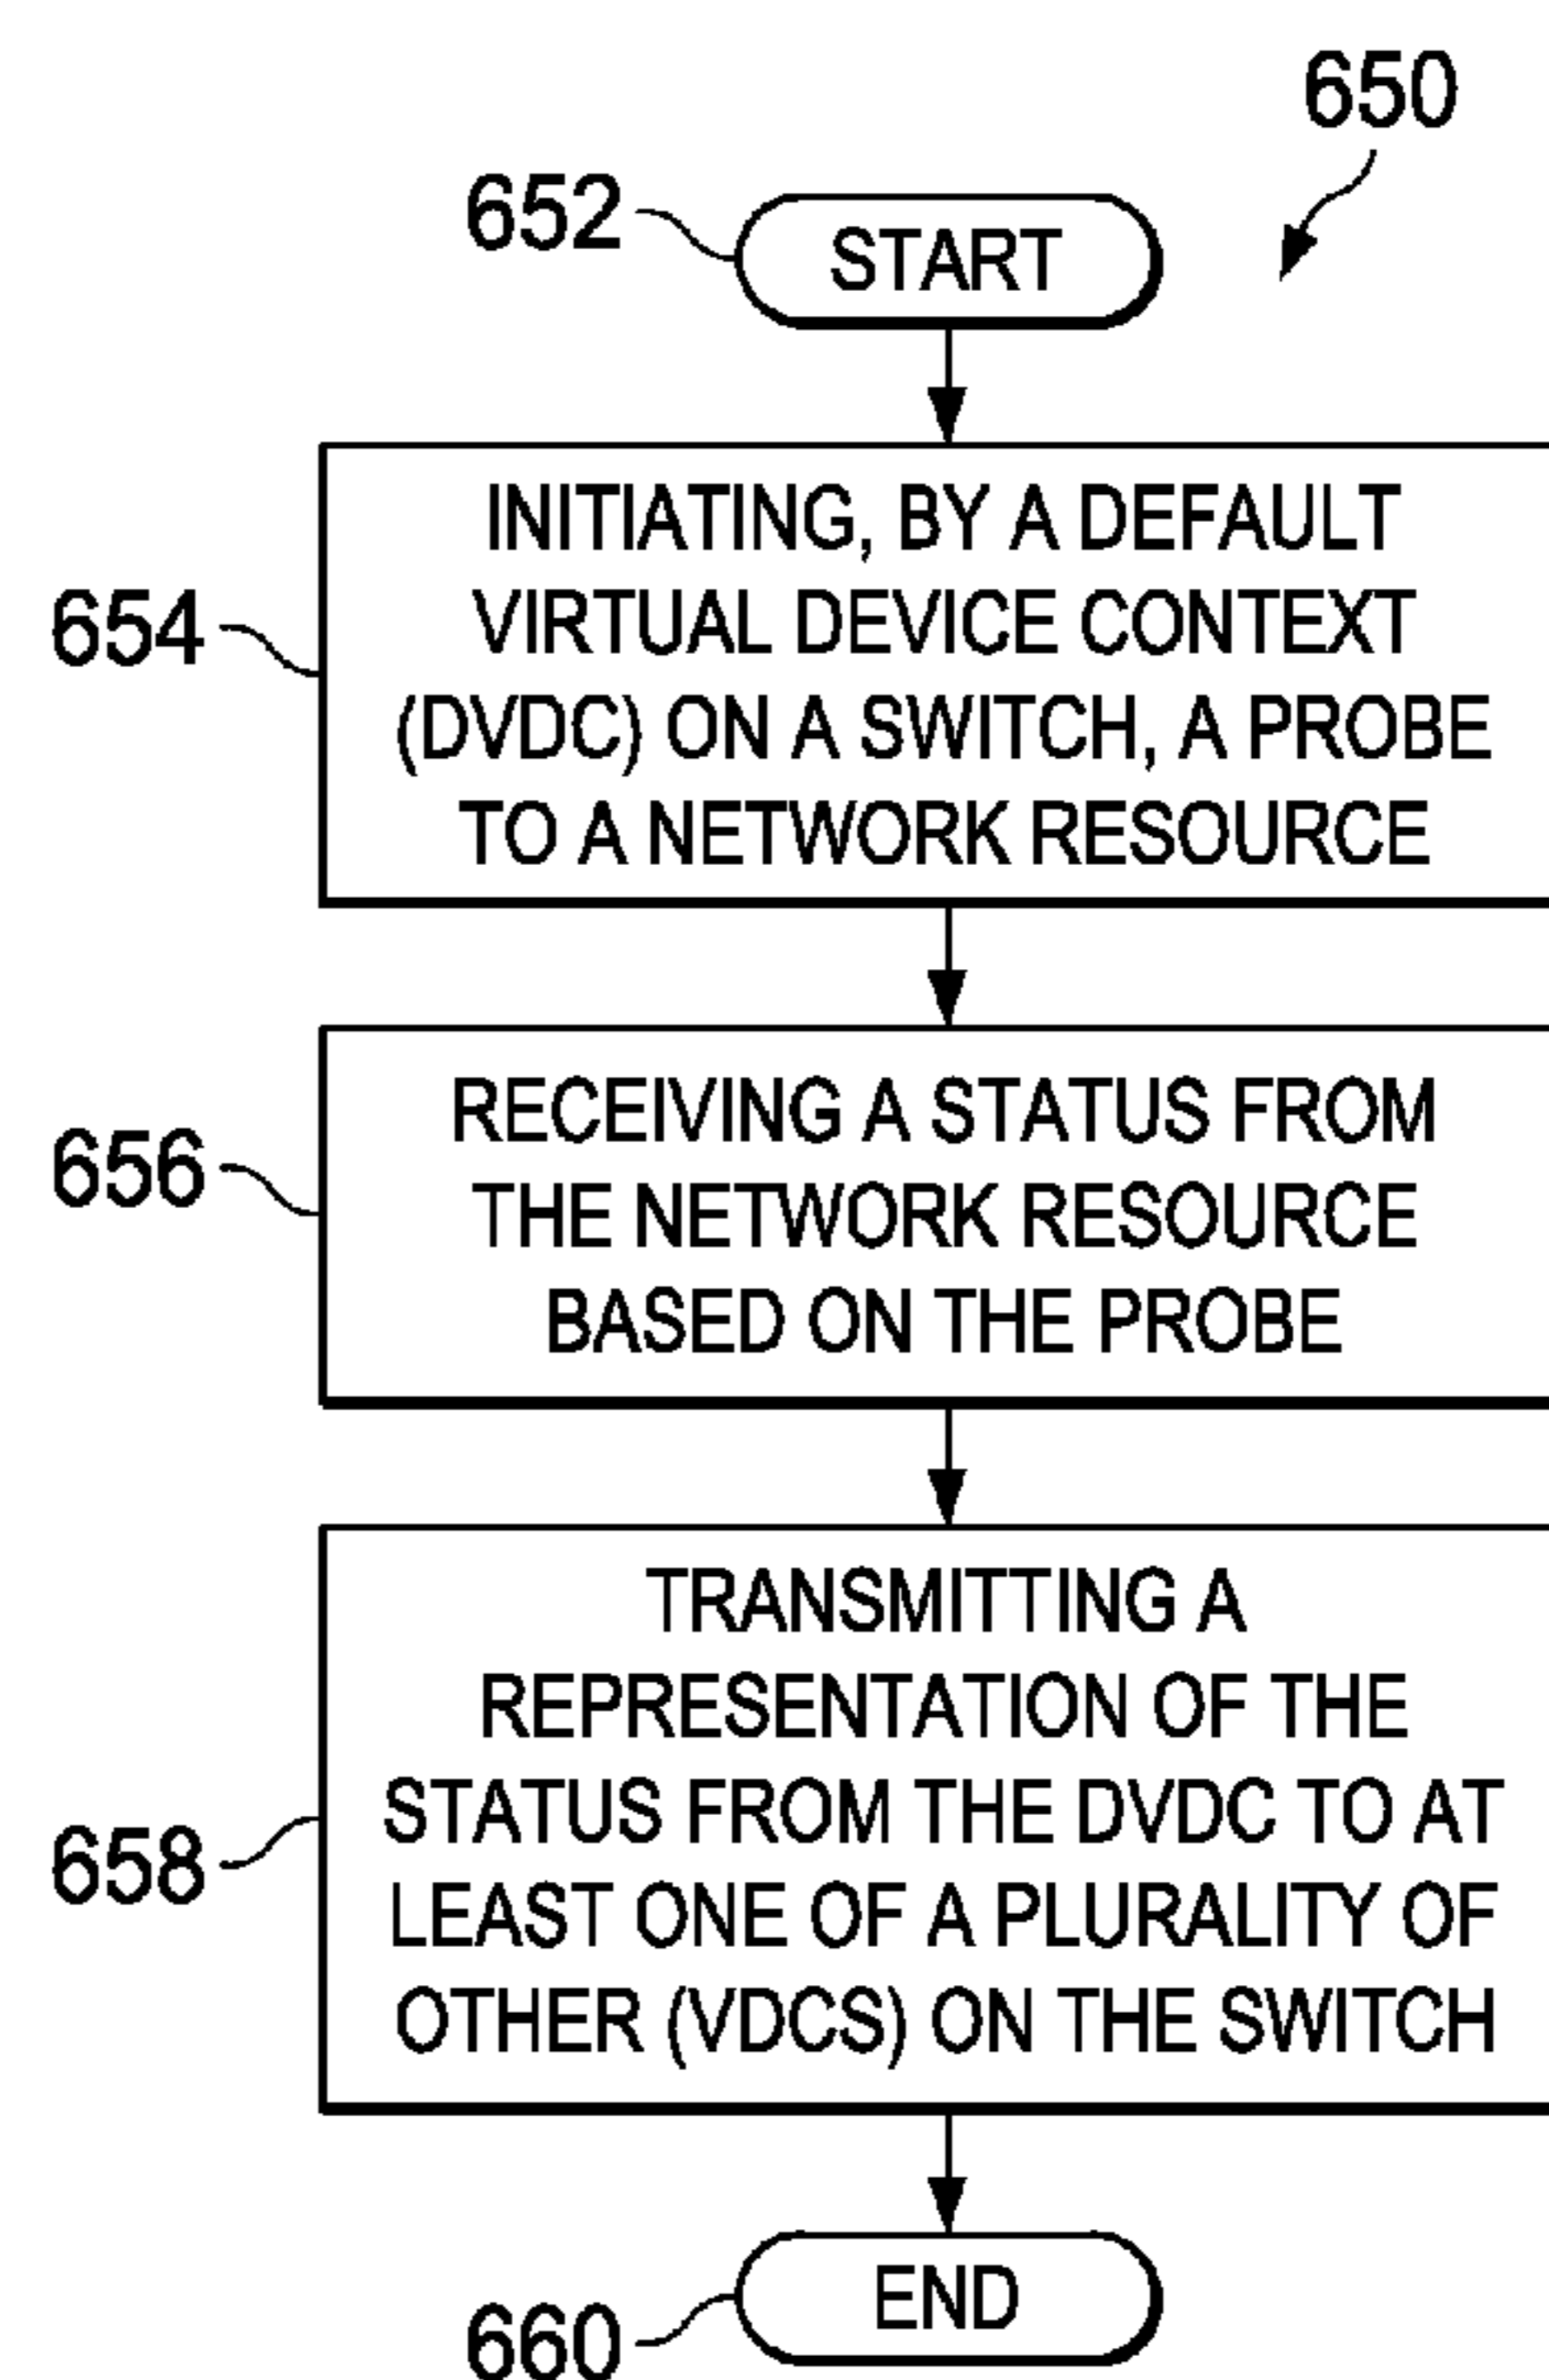 650
652
START
654
INITIATING, BY A DEFAULT
VIRTUAL DEVICE CONTEXT
(DVDC) ON A SWITCH, A PROBE
TO A NETWORK RESOURCE
656
RECEIVING A STATUS FROM
THE NETWORK RESOURCE
BASED ON THE PROBE
658
TRANSMITTING A
REPRESENTATION OF THE
STATUS FROM THE DVDC TO AT
LEAST ONE OF A PLURALITY OF
OTHER (VDCS) ON THE SWITCH
660
END